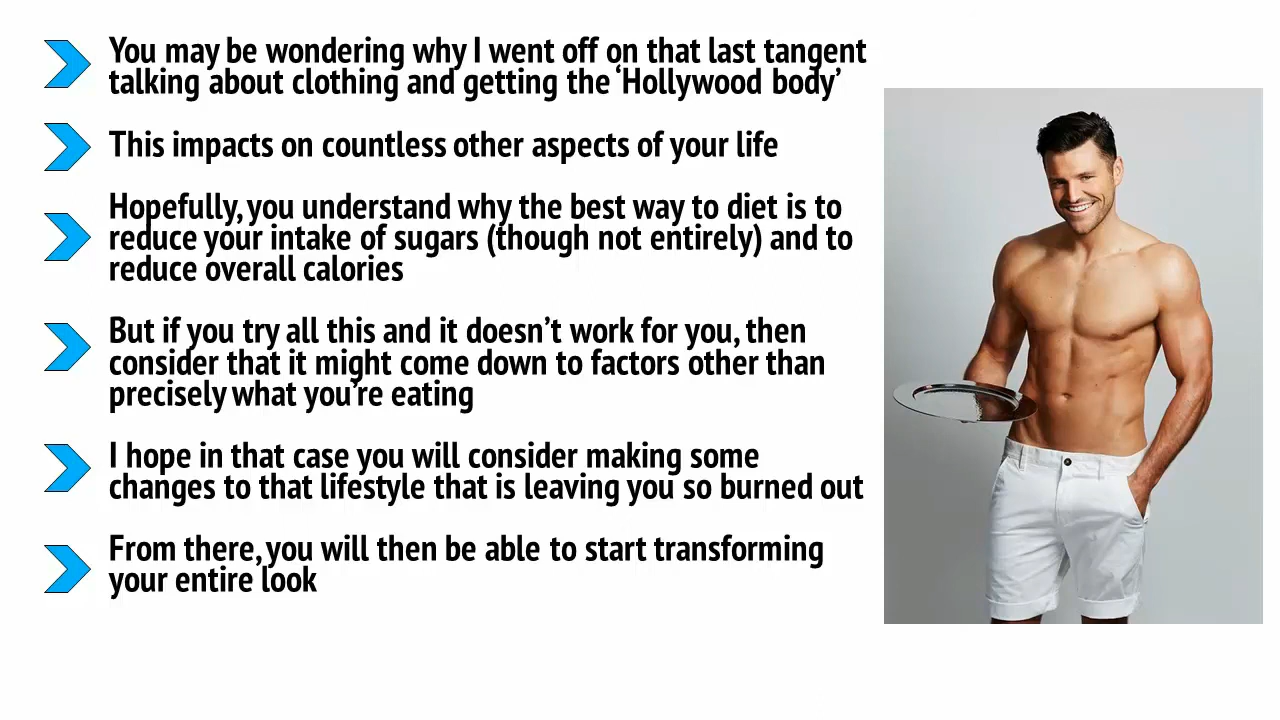 You may be wondering why I went off on that last tangent
talking about clothing and getting the ‘Hollywood body’
This impacts on countless other aspects of your life
Hopefully, you understand why the best way to diet is to
reduce your intake of sugars (though not entirely) and to
reduce overall calories
But if you try all this and it doesn’t work for you, then
consider that it might come down to factors other than
precisely what you’re eating
I hope in that case you will consider making some
changes to that lifestyle that is leaving you so burned out
From there, you will then be able to start transforming
your entire look